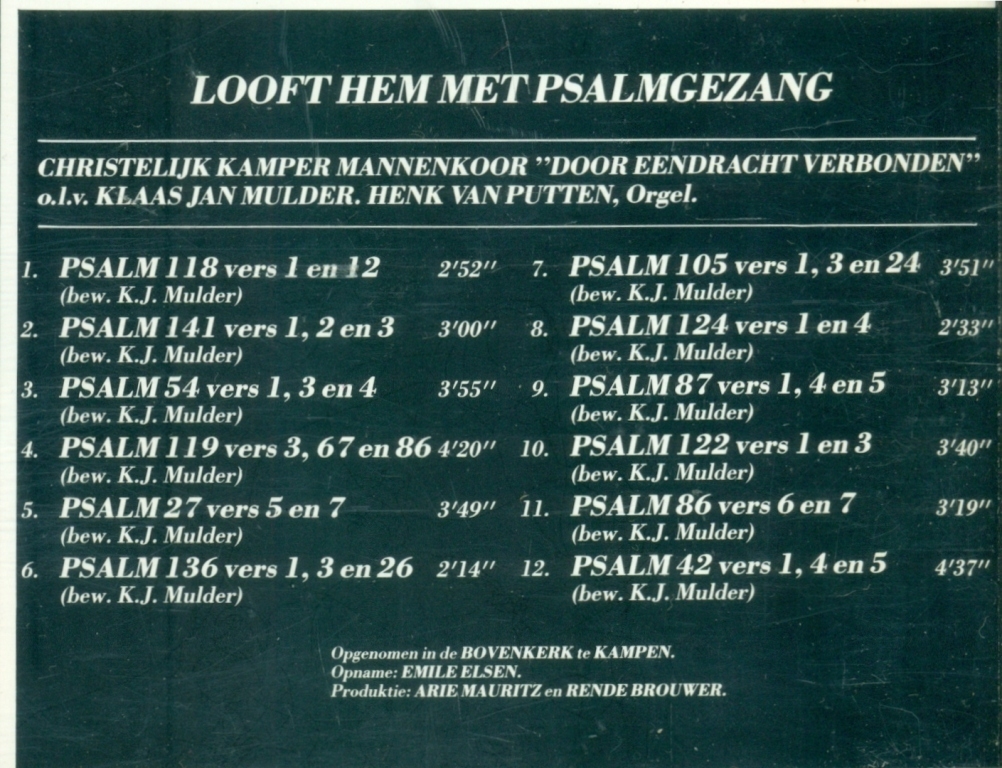 LOOFT HEM MET PSALMGEZANG
CHRISTELIJK KAMPER MANNENKOOR ”DOOR EENDRACHT VERBONDEN”
o.l.v. KLAAS JAN MULDER. HENK VAN PUTTEN, Orgel.
1. PSALM 118 vers 1 en 12 2'52''
(bew. K.J. Mulder)
2. PSALM 141 vers 1, 2 en 3 3'00''
(bew. K.J. Mulder)
3. PSALM 54 vers 1, 3 en 4 3'55''
(bew. K.J. Mulder)
4. PSALM 119 vers 3, 67 en 86 4'20''
(bew. K.J. Mulder)
5. PSALM 27 vers 5 en 7 3'49''
(bew. K.J. Mulder)
6. PSALM 136 vers 1, 3 en 26 2'14''
(bew. K.J. Mulder)
7. PSALM 105 vers 1, 3 en 24 3'51''
(bew. K.J. Mulder)
8. PSALM 124 vers 1 en 4 2'33''
(bew. K.J. Mulder)
9. PSALM 87 vers 1, 4 en 5 3'13''
(bew. K.J. Mulder)
10. PSALM 122 vers 1 en 3 3'40''
(bew. K.J. Mulder)
11. PSALM 86 vers 6 en 7 3'19''
(bew. K.J. Mulder)
12. PSALM 42 vers 1, 4 en 5 4'37''
(bew. K.J. Mulder)
Opgenomen in de BOVENKERK te KAMPEN.
Opname: EMILE ELSEN.
Produktie: ARIE MAURITZ en RENDE BROUWER.